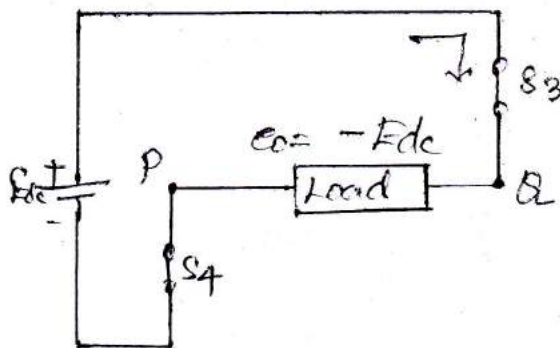 S3
e0 = - Edc
Edc
+
-
P
Load
Q
S4